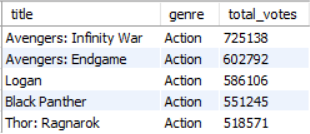 title genre total_votes
Avengers: Infinity War Action 725138
Avengers: Endgame Action 602792
Logan Action 586106
Black Panther Action 551245
Thor: Ragnarok Action 518571